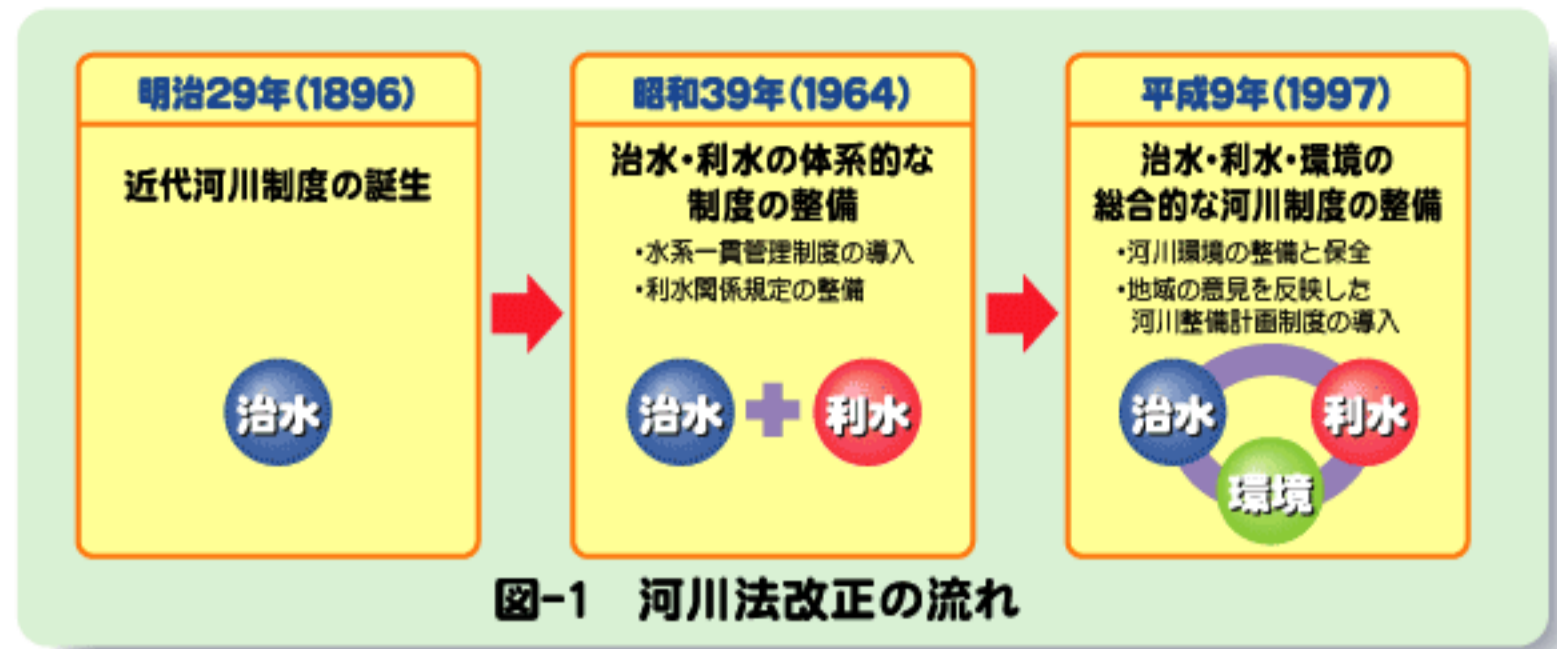 明治29年(1896)
近代河川制度の誕生
治水
昭和39年(1964)
治水・利水の体系的な
制度の整備
・水系一貫管理制度の導入
・利水関係規定の整備
治水
利水
平成9年(1997)
治水・利水・環境の
総合的な河川制度の整備
・河川環境の整備と保全
・地域の意見を反映した
河川整備計画制度の導入
治水
利水
環境
図-1 河川法改正の流れ